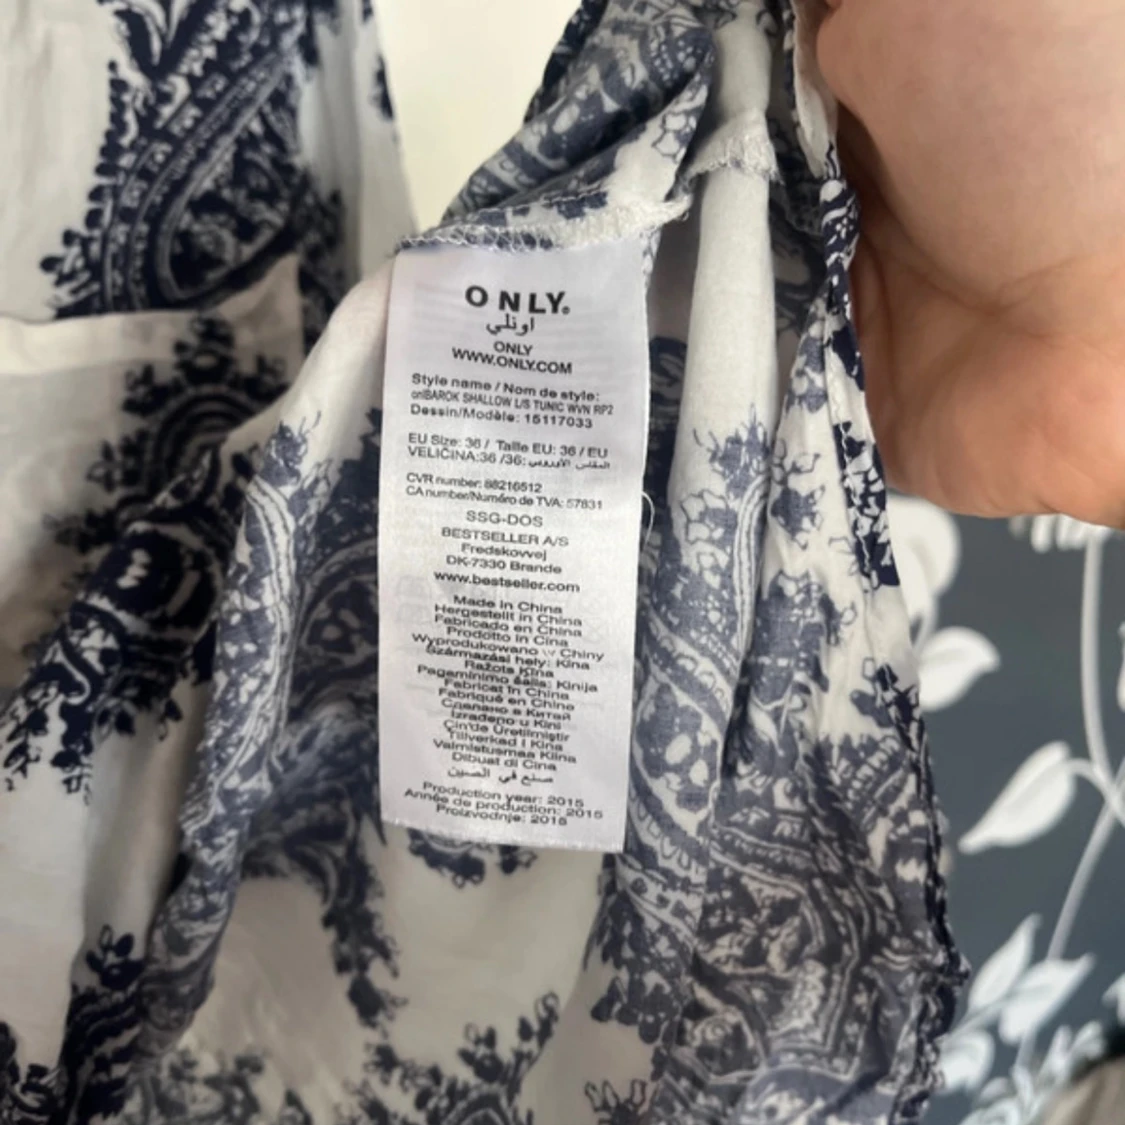 ONLY®
اونلي
ONLY
WWW.ONLY.COM
Style name / Nom de style:
onlBAROK SHALLOW L/S TUNIC WVN RP2
Dessin/Modèle: 15117033
EU Size: 36 / Taille EU: 36 / EU
VELIČINA:36 /36: المقاس الأوروبي
CVR number: 88216512
CA number/Numéro de TVA: 57831
SSG-DOS
BESTSELLER A/S
Fredskovvej
DK-7330 Brande
www.bestseller.com
Made in China
Hergestellt in China
Fabricado en China
Prodotto in Cina
Wyprodukowano w Chiny
Származási hely: Kína
Ražots Ķīna
Pagaminimo šalis: Kinija
Fabricat în China
Fabriqué en Chine
Сделано в Китай
Izrađeno u Kini
Çin'de Üretilmiştir
Tillverkad i Kina
Valmistusmaa Kiina
Dibuat di Cina
صنع في الصين
Production year: 2015
Année de production: 2015
Proizvodnje: 2015